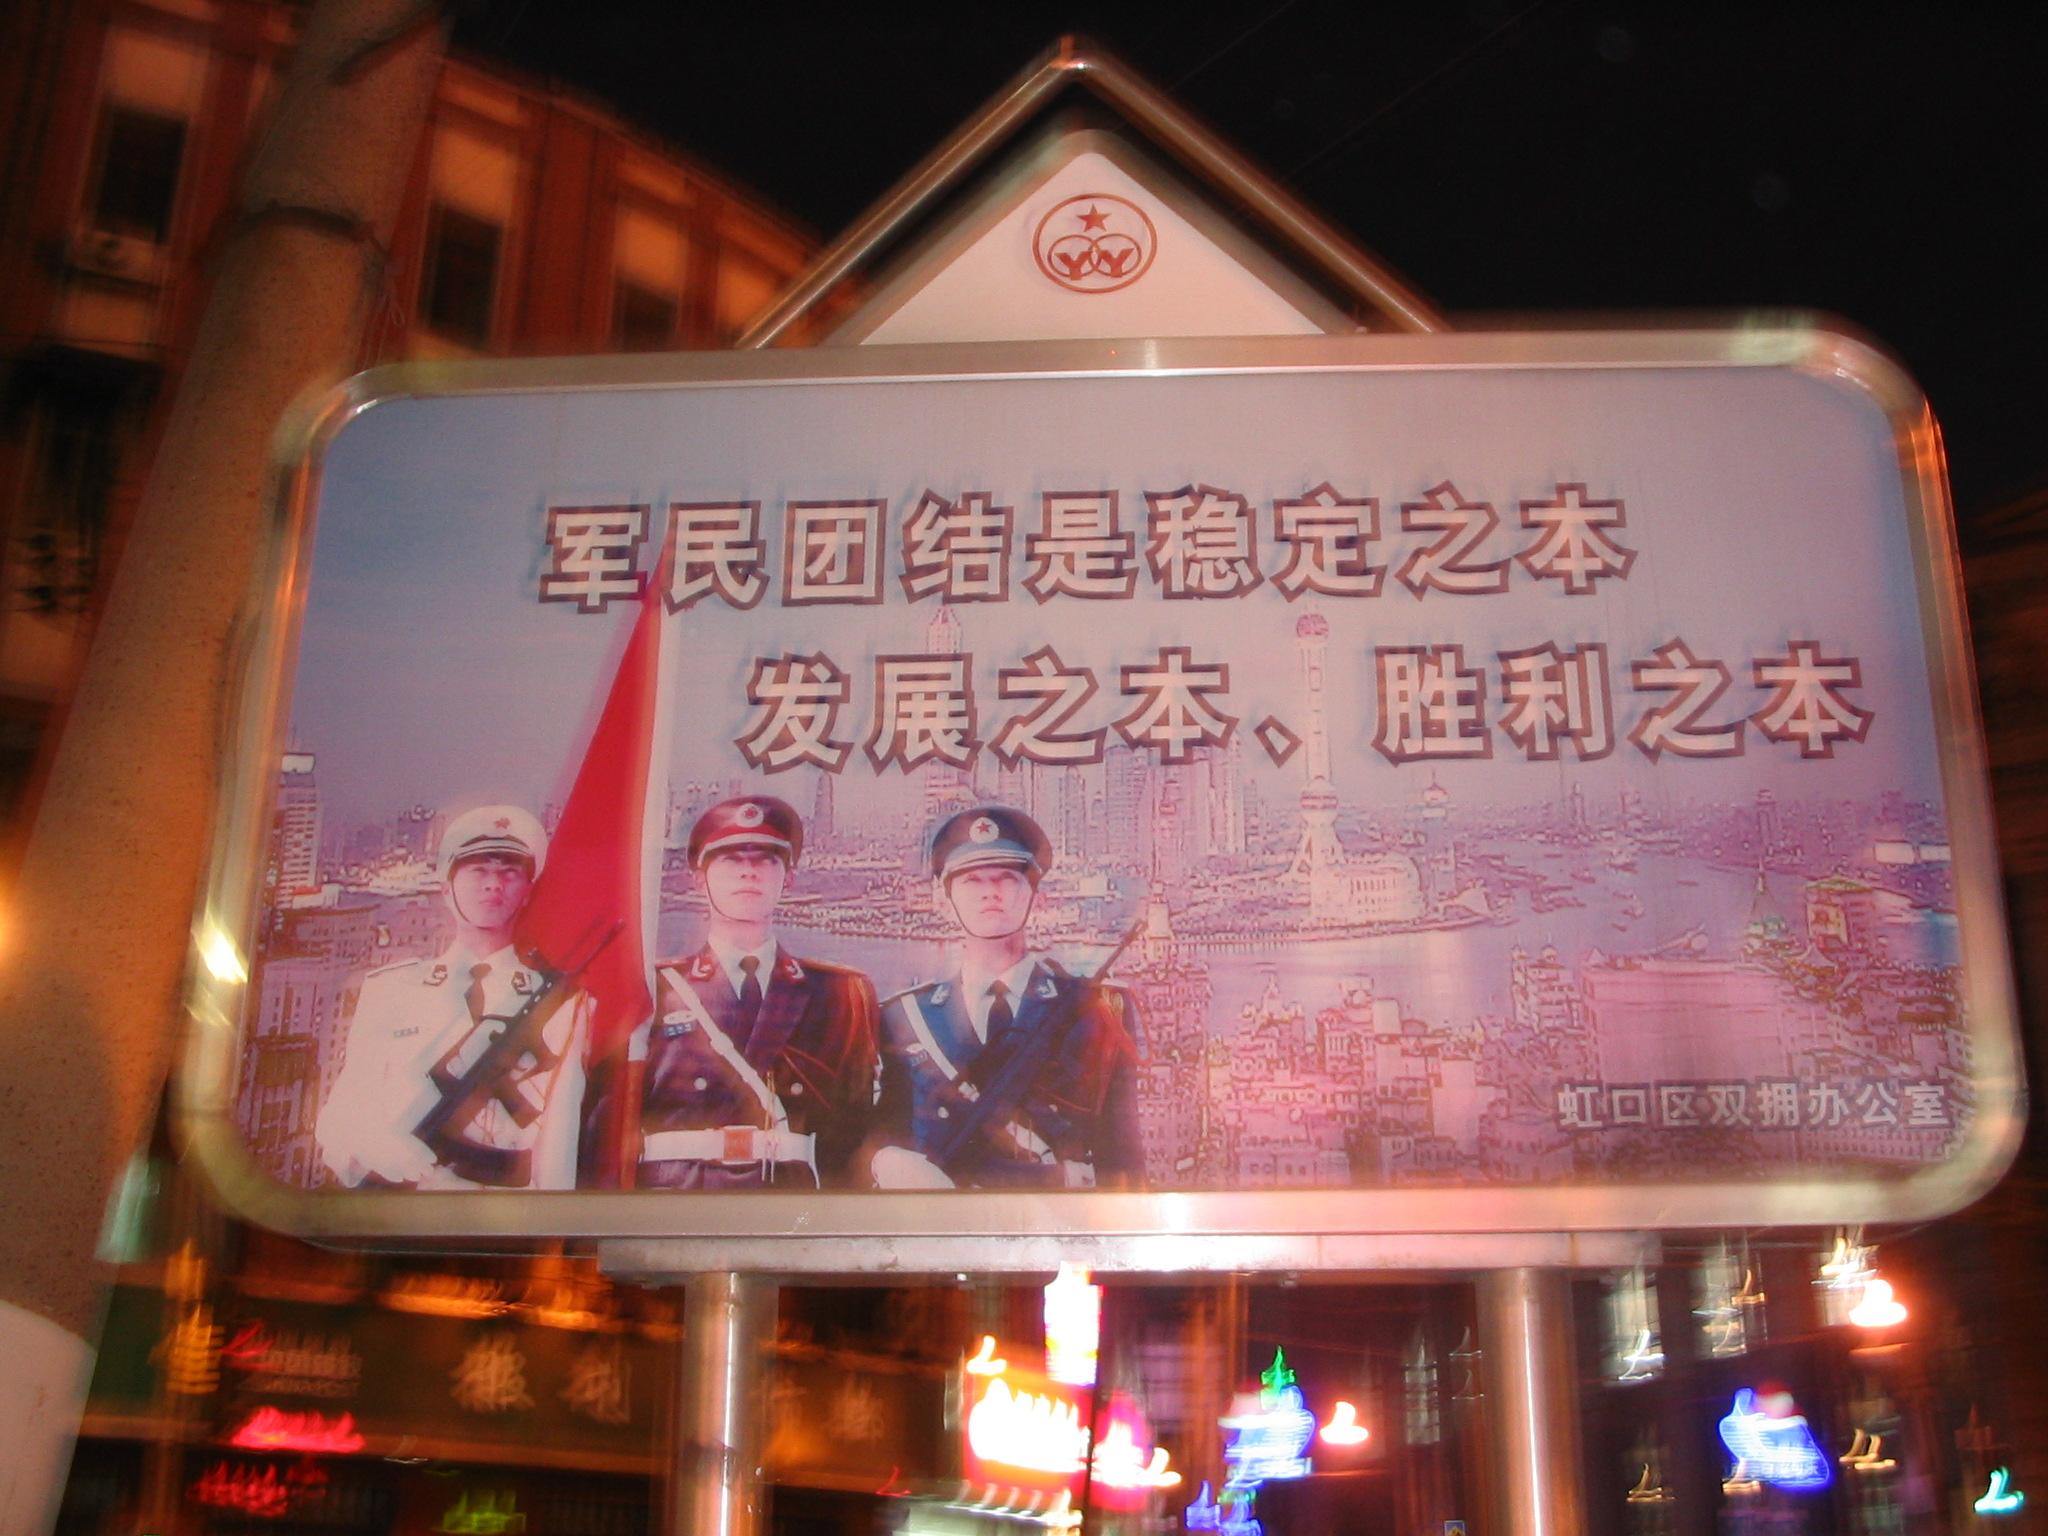 YY
军民团结是稳定之本
发展之本、胜利之本
虹口区双拥办公室